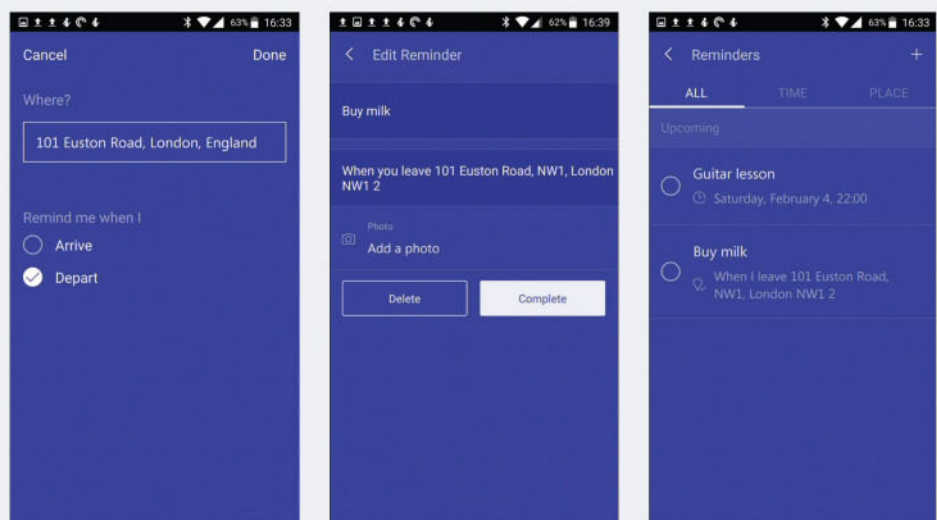 63% 16:33
Cancel Done
Where?
101 Euston Road, London, England
Remind me when I
Arrive
Depart
62% 16:39
Edit Reminder
Buy milk
When you leave 101 Euston Road, NW1, London
NW1 2
Photo
Add a photo
Delete Complete
63% 16:33
Reminders +
ALL TIME PLACE
Upcoming
Guitar lesson
Saturday, February 4, 22:00
Buy milk
When I leave 101 Euston Road,
NW1, London NW1 2